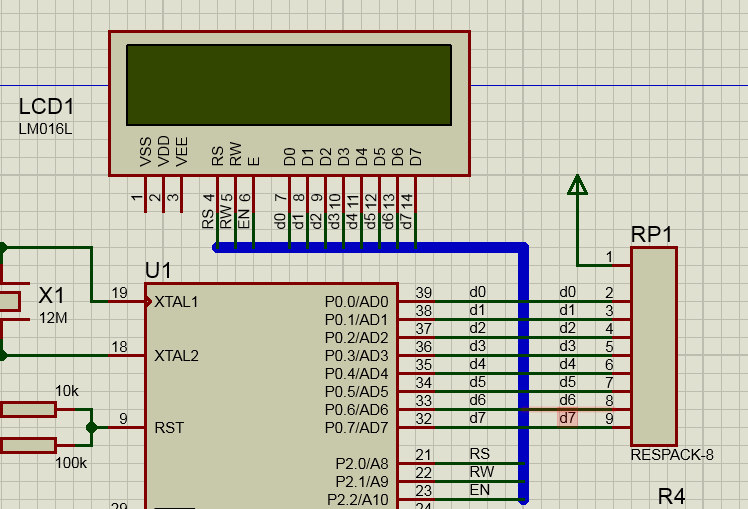 LCD1
LM016L
VSS
VDD
VEE
RS
RW
E
D0
D1
D2
D3
D4
D5
D6
D7
1
2
3
RS 4
RW 5
EN 6
d0 7
d1 8
d2 9
d3 10
d4 11
d5 12
d6 13
d7 14
RP1
1
U1
X1
12M
19 XTAL1 P0.0/AD0 39 d0 d0 2
P0.1/AD1 38 d1 d1 3
P0.2/AD2 37 d2 d2 4
18 XTAL2 P0.3/AD3 36 d3 d3 5
P0.4/AD4 35 d4 d4 6
P0.5/AD5 34 d5 d5 7
10k
P0.6/AD6 33 d6 d6 8
9 RST P0.7/AD7 32 d7 d7 9
100k
RESPACK-8
P2.0/A8 21 RS
P2.1/A9 22 RW
P2.2/A10 23 EN
R4
29
24